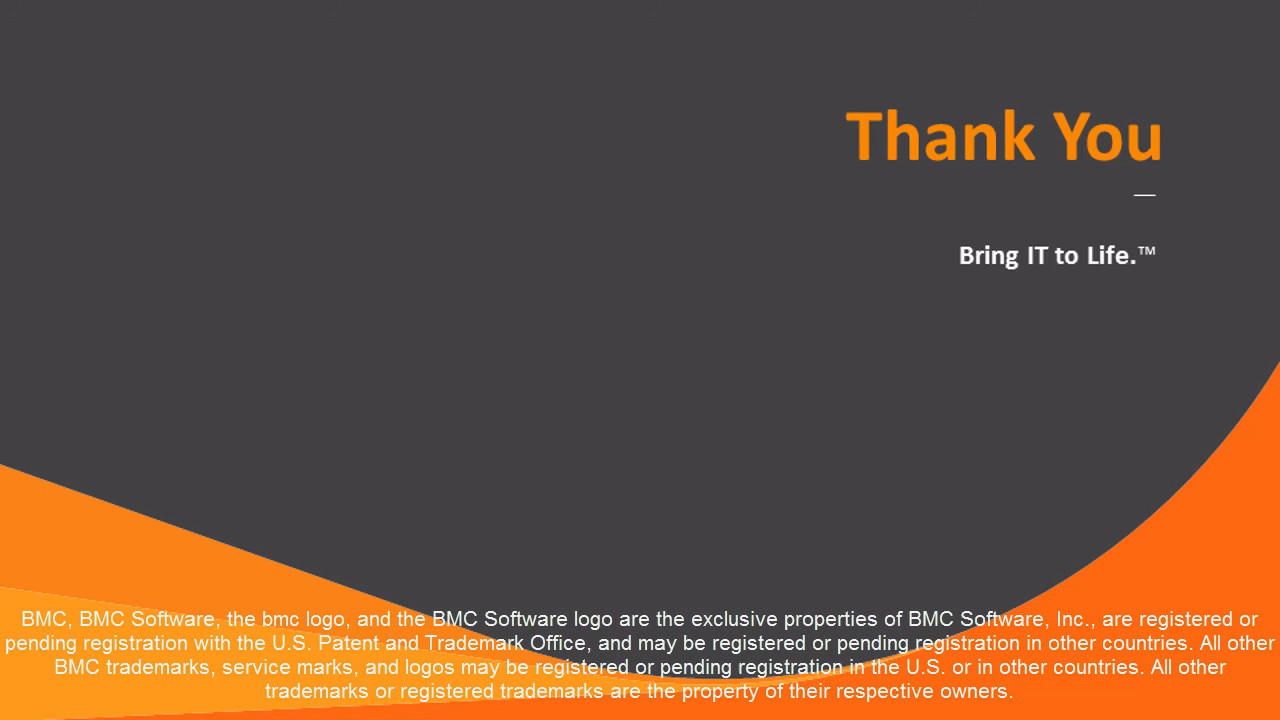 Thank You
Bring IT to Life.™
BMC, BMC Software, the bmc logo, and the BMC Software logo are the exclusive properties of BMC Software, Inc., are registered or
pending registration with the U.S. Patent and Trademark Office, and may be registered or pending registration in other countries. All other
BMC trademarks, service marks, and logos may be registered or pending registration in the U.S. or in other countries. All other
trademarks or registered trademarks are the property of their respective owners.